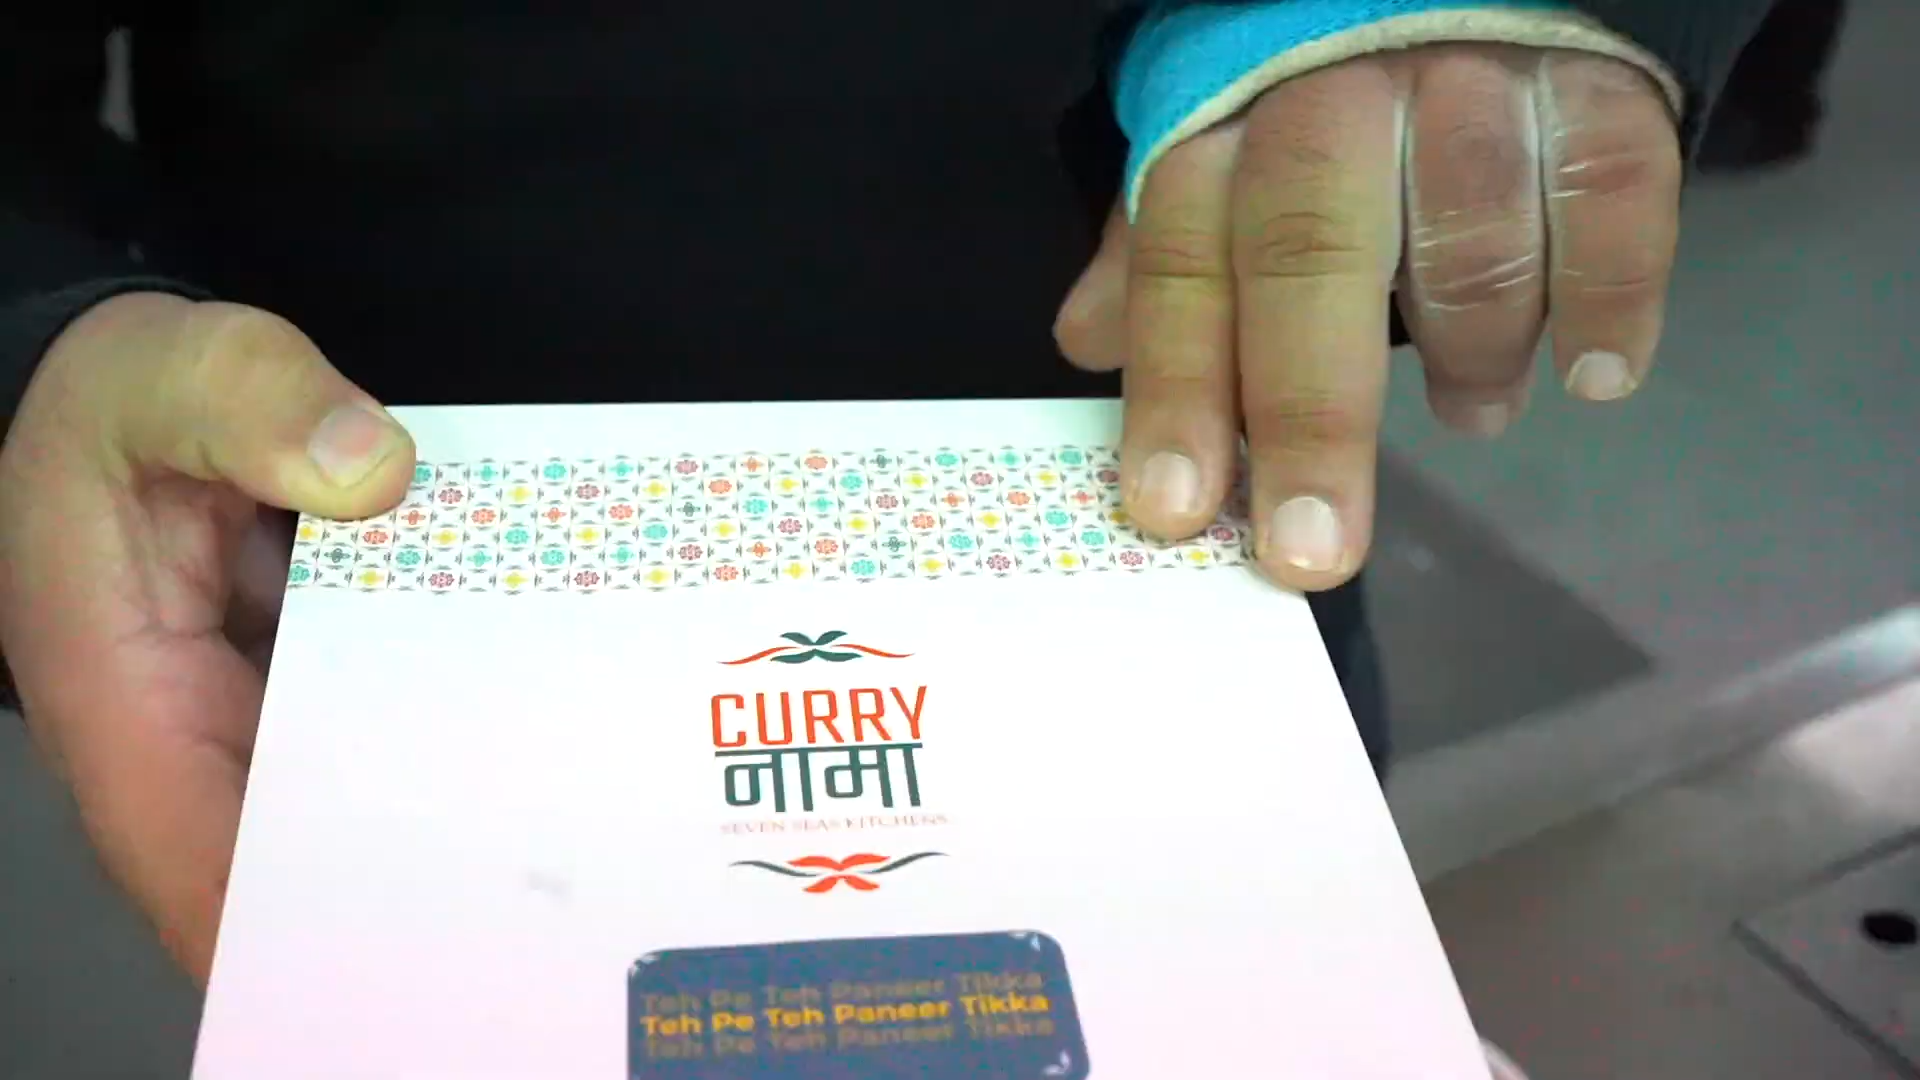 CURRY
नामा
SEVEN SEAS KITCHENS
Teh Pe Teh Paneer Tikka
Teh Pe Teh Paneer Tikka
Teh Pe Teh Paneer Tikka